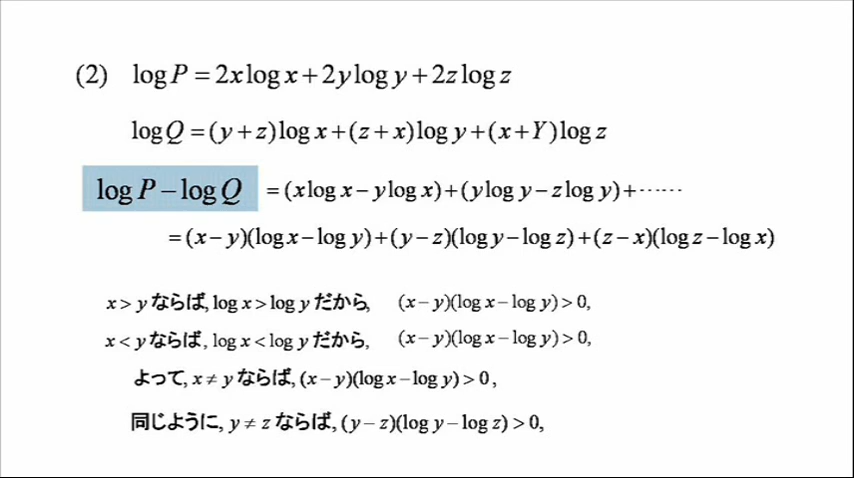 (2) log P = 2x log x + 2y log y + 2z log z
log Q = (y + z) log x + (z + x) log y + (x + Y) log z
log P − log Q = (x log x − y log x) + (y log y − z log y) + ⋯⋯
= (x − y)(log x − log y) + (y − z)(log y − log z) + (z − x)(log z − log x)
x > y ならば, log x > log y だから, (x − y)(log x − log y) > 0,
x < y ならば, log x < log y だから, (x − y)(log x − log y) > 0,
よって, x ≠ y ならば, (x − y)(log x − log y) > 0,
同じように, y ≠ z ならば, (y − z)(log y − log z) > 0,